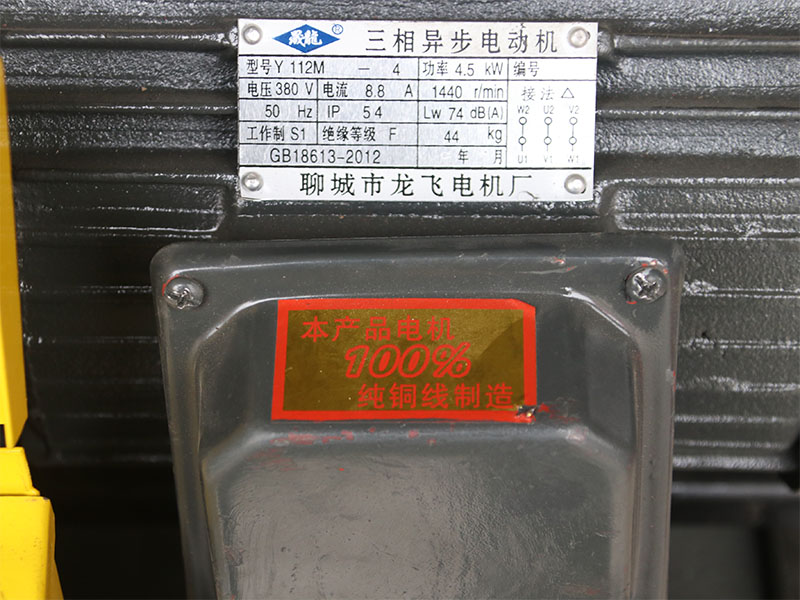 晟龍 ® 三相异步电动机
型号 Y 112M － 4 功率 4.5 kW 编号
电压 380 V 电流 8.8 A 1440 r/min 接法 △
50 Hz IP 54 Lw 74 dB(A) W2 U2 V2
工作制 S1 绝缘等级 F 44 kg U1 V1 W1
GB18613-2012 年 月
聊城市龙飞电机厂
本产品电机
100%
纯铜线制造